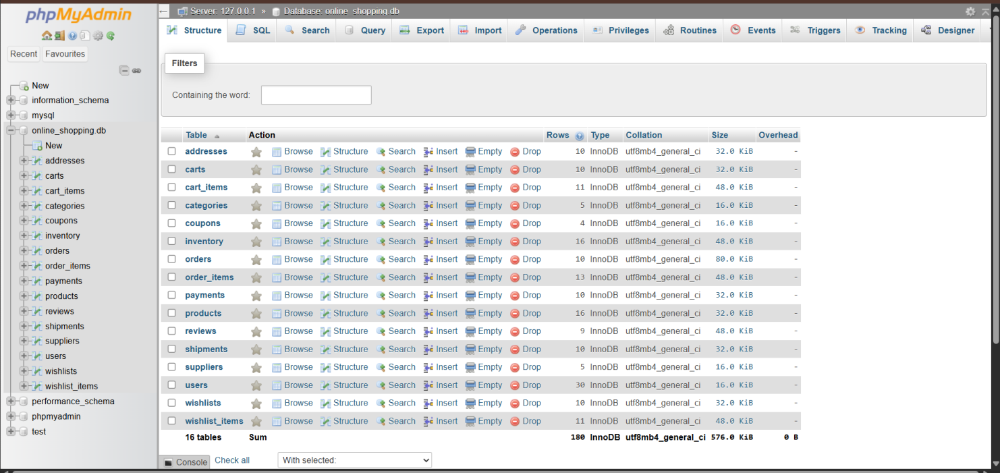 phpMyAdmin
Recent Favourites
New
information_schema
mysql
online_shopping.db
New
addresses
carts
cart_items
categories
coupons
inventory
orders
order_items
payments
products
reviews
shipments
suppliers
users
wishlists
wishlist_items
performance_schema
phpmyadmin
test
Server: 127.0.0.1 » Database: online_shopping.db
Structure SQL Search Query Export Import Operations Privileges Routines Events Triggers Tracking Designer
Filters
Containing the word:
Table Action Rows Type Collation Size Overhead
addresses Browse Structure Search Insert Empty Drop 10 InnoDB utf8mb4_general_ci 32.0 KiB -
carts Browse Structure Search Insert Empty Drop 10 InnoDB utf8mb4_general_ci 32.0 KiB -
cart_items Browse Structure Search Insert Empty Drop 11 InnoDB utf8mb4_general_ci 48.0 KiB -
categories Browse Structure Search Insert Empty Drop 5 InnoDB utf8mb4_general_ci 16.0 KiB -
coupons Browse Structure Search Insert Empty Drop 4 InnoDB utf8mb4_general_ci 16.0 KiB -
inventory Browse Structure Search Insert Empty Drop 16 InnoDB utf8mb4_general_ci 48.0 KiB -
orders Browse Structure Search Insert Empty Drop 10 InnoDB utf8mb4_general_ci 80.0 KiB -
order_items Browse Structure Search Insert Empty Drop 13 InnoDB utf8mb4_general_ci 48.0 KiB -
payments Browse Structure Search Insert Empty Drop 10 InnoDB utf8mb4_general_ci 32.0 KiB -
products Browse Structure Search Insert Empty Drop 16 InnoDB utf8mb4_general_ci 32.0 KiB -
reviews Browse Structure Search Insert Empty Drop 9 InnoDB utf8mb4_general_ci 48.0 KiB -
shipments Browse Structure Search Insert Empty Drop 10 InnoDB utf8mb4_general_ci 32.0 KiB -
suppliers Browse Structure Search Insert Empty Drop 5 InnoDB utf8mb4_general_ci 16.0 KiB -
users Browse Structure Search Insert Empty Drop 30 InnoDB utf8mb4_general_ci 16.0 KiB -
wishlists Browse Structure Search Insert Empty Drop 10 InnoDB utf8mb4_general_ci 32.0 KiB -
wishlist_items Browse Structure Search Insert Empty Drop 11 InnoDB utf8mb4_general_ci 48.0 KiB -
16 tables Sum 180 InnoDB utf8mb4_general_ci 576.0 KiB 0 B
Console Check all With selected: